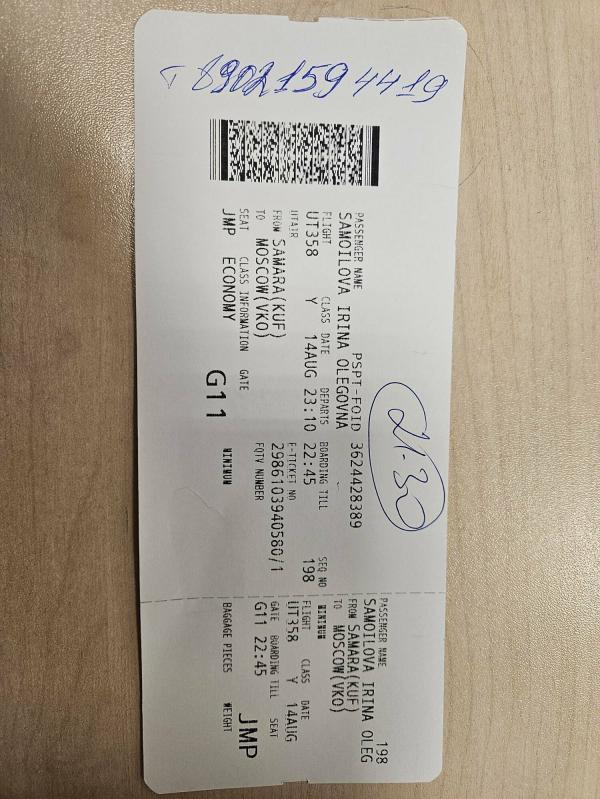 т 89021594419
PASSENGER NAME PSPT-FOID 3624428389
SAMOILOVA IRINA OLEGOVNA
21-30
FLIGHT CLASS DATE DEPARTS BOARDING TILL SEQ NO
UT358 Y 14AUG 23:10 22:45 198
UTAIR E-TICKET NO
FROM SAMARA(KUF) 2986103940580/1
TO MOSCOW(VKO) FQTV NUMBER
SEAT CLASS INFORMATION GATE
JMP ECONOMY G11 MINIMUM
198
PASSENGER NAME
SAMOILOVA IRINA OLEG
FROM SAMARA(KUF)
TO MOSCOW(VKO)
MINIMUM
FLIGHT CLASS DATE
UT358 Y 14AUG
GATE BOARDING TILL SEAT
G11 22:45 JMP
BAGGAGE PIECES WEIGHT